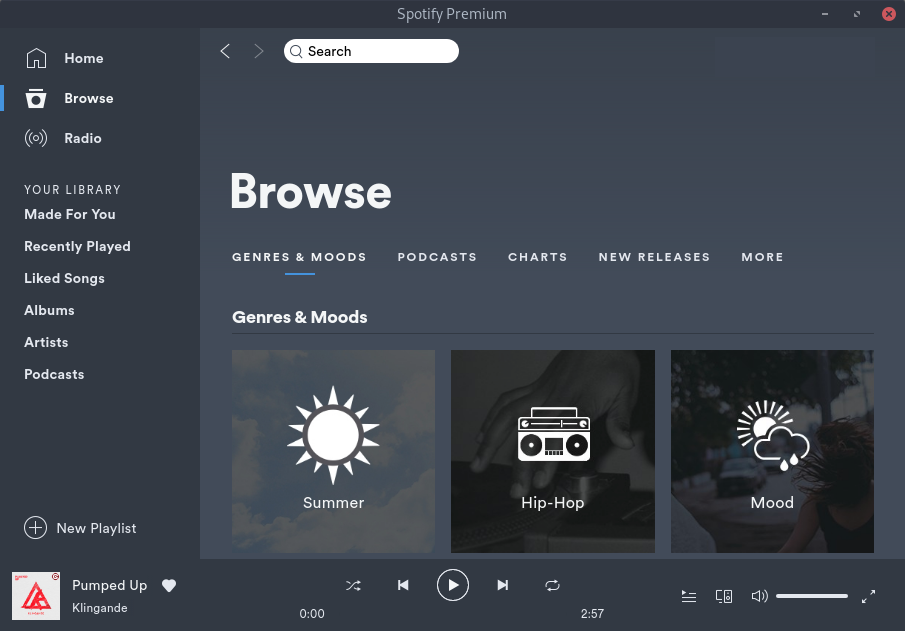 Spotify Premium
Home
Browse
Radio
YOUR LIBRARY
Made For You
Recently Played
Liked Songs
Albums
Artists
Podcasts
New Playlist
Search
Browse
GENRES & MOODS PODCASTS CHARTS NEW RELEASES MORE
Genres & Moods
Summer Hip-Hop Mood
Pumped Up
Klingande
0:00 2:57